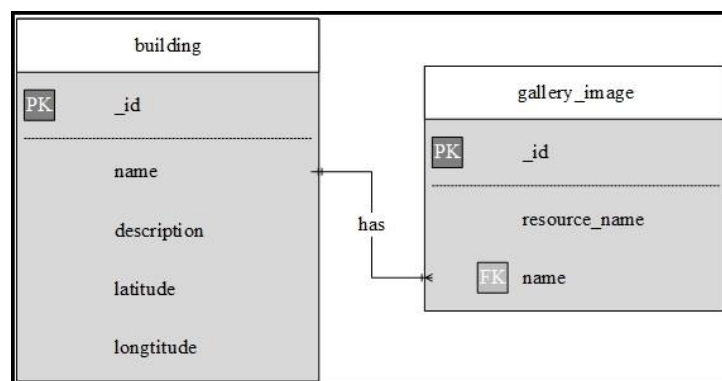 building
PK _id
name
description
latitude
longtitude
has
gallery_image
PK _id
resource_name
FK name